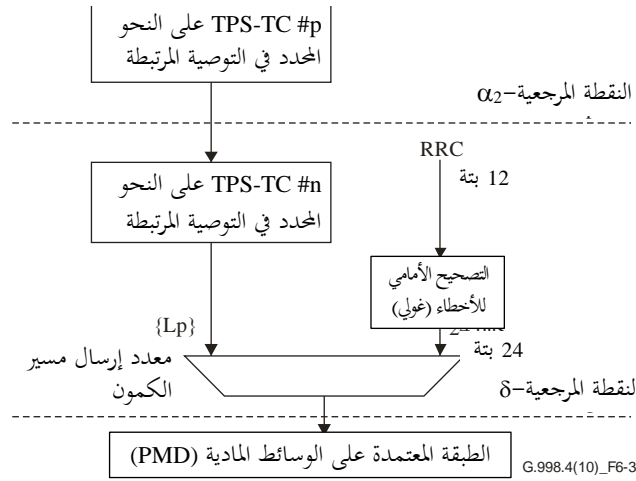 TPS-TC #p على النحو
المحدد في التوصية المرتبطة
النقطة المرجعية-α2
RRC
12 بتة
TPS-TC #n على النحو
المحدد في التوصية المرتبطة
التصحيح الأمامي
للأخطاء (غولي)
{Lp}
24 بتة
معدد إرسال مسير
الكمون
لنقطة المرجعية-δ
الطبقة المعتمدة على الوسائط المادية (PMD)
G.998.4(10)_F6-3